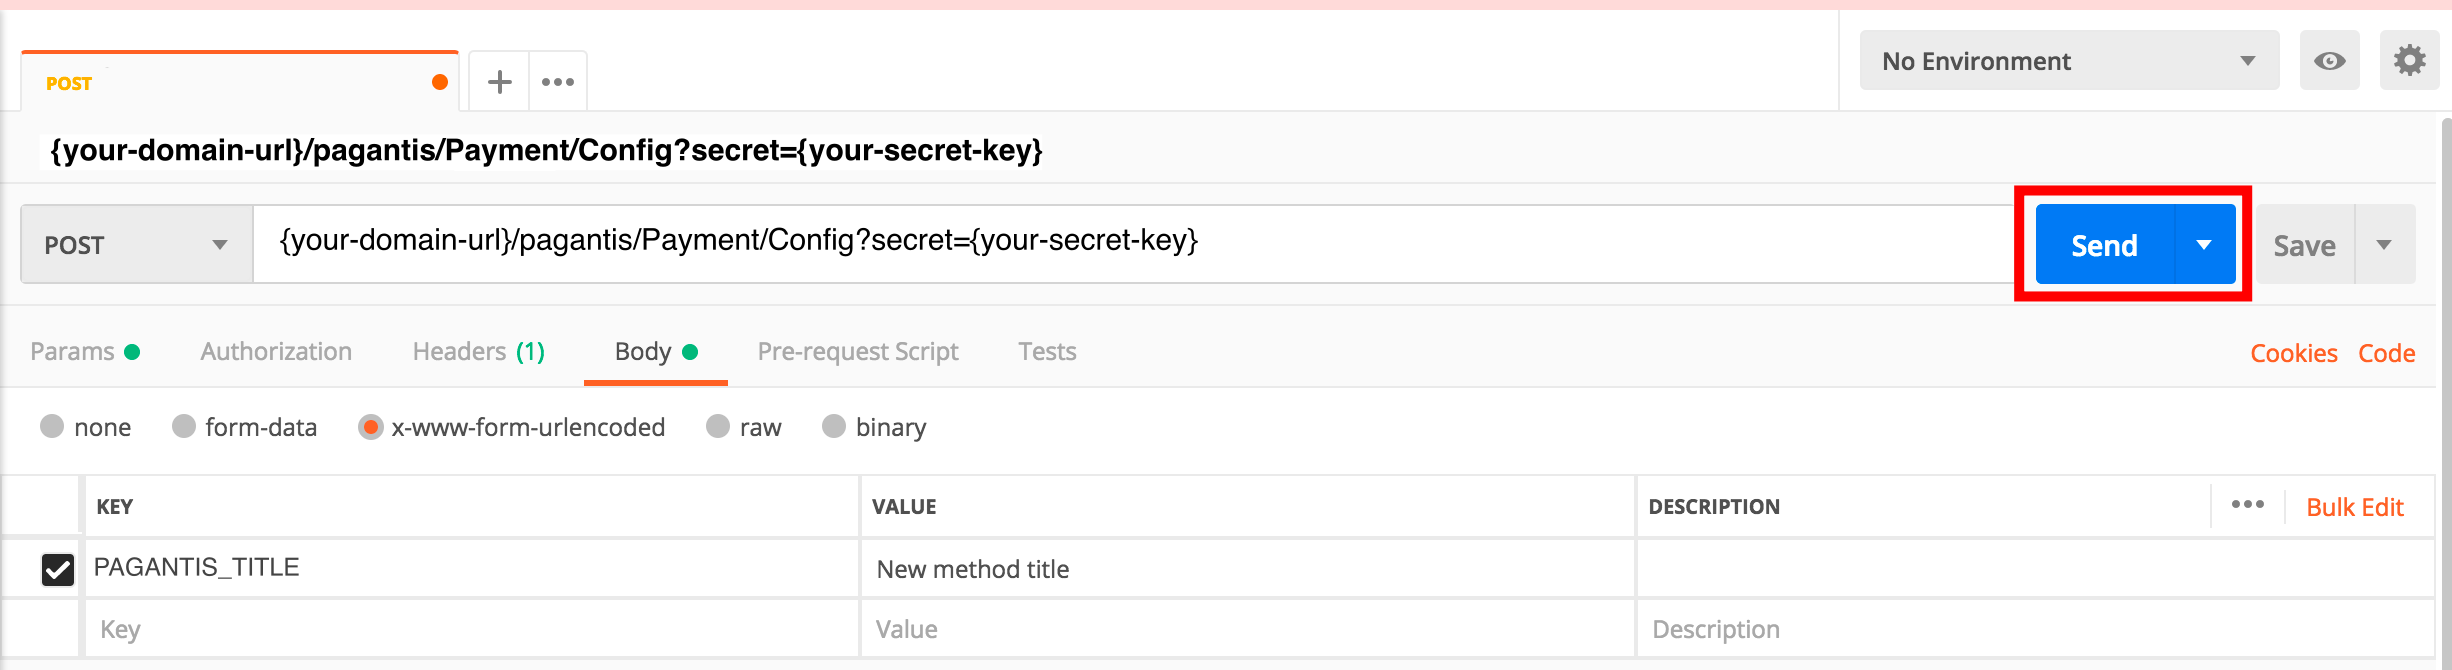 POST
No Environment
{your-domain-url}/pagantis/Payment/Config?secret={your-secret-key}
POST {your-domain-url}/pagantis/Payment/Config?secret={your-secret-key} Send Save
Params Authorization Headers (1) Body Pre-request Script Tests Cookies Code
none form-data x-www-form-urlencoded raw binary
KEY VALUE DESCRIPTION Bulk Edit
PAGANTIS_TITLE New method title
Key Value Description